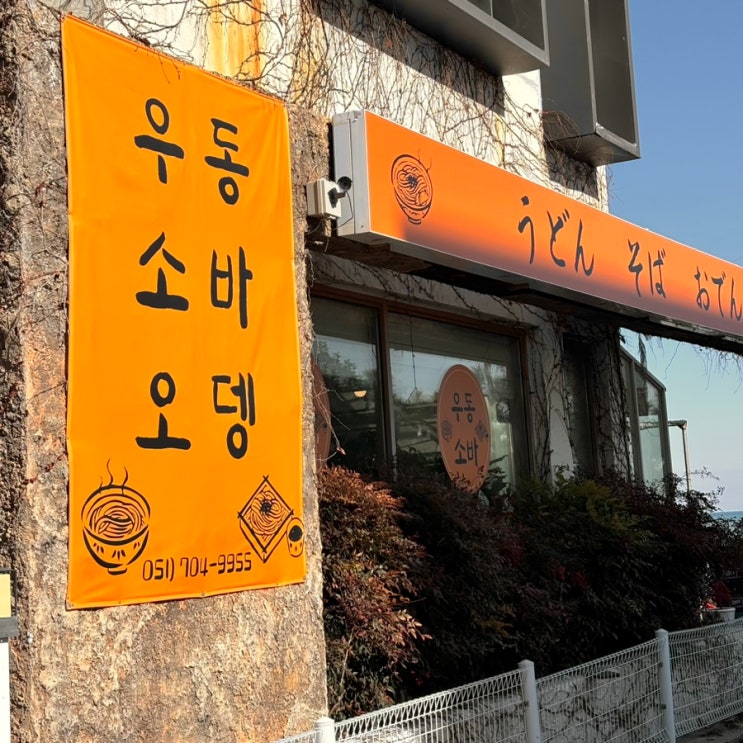 우동
소바
오뎅
051) 704-9955
うどん そば おでん
우동
소바